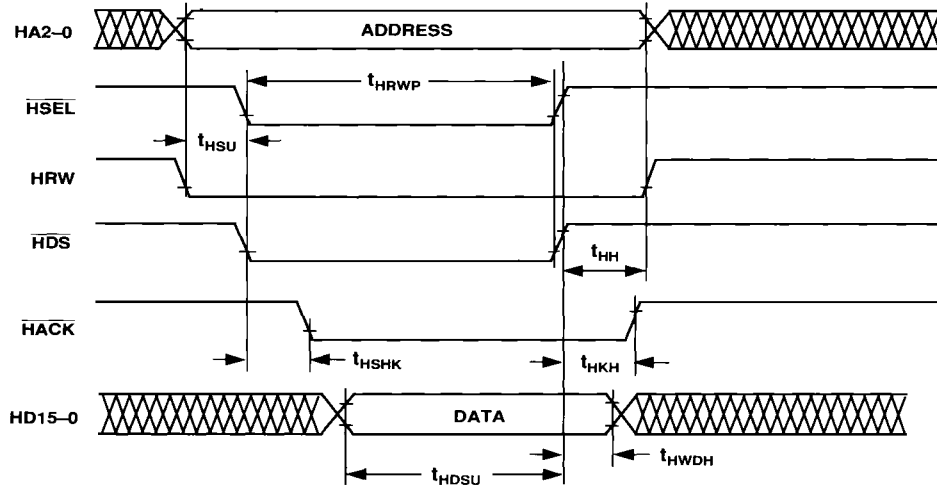 HA2–0 ADDRESS
tHRWP
HSEL
tHSU
HRW
HDS
tHH
HACK
tHSHK tHKH
HD15–0 DATA
tHWDH
tHDSU